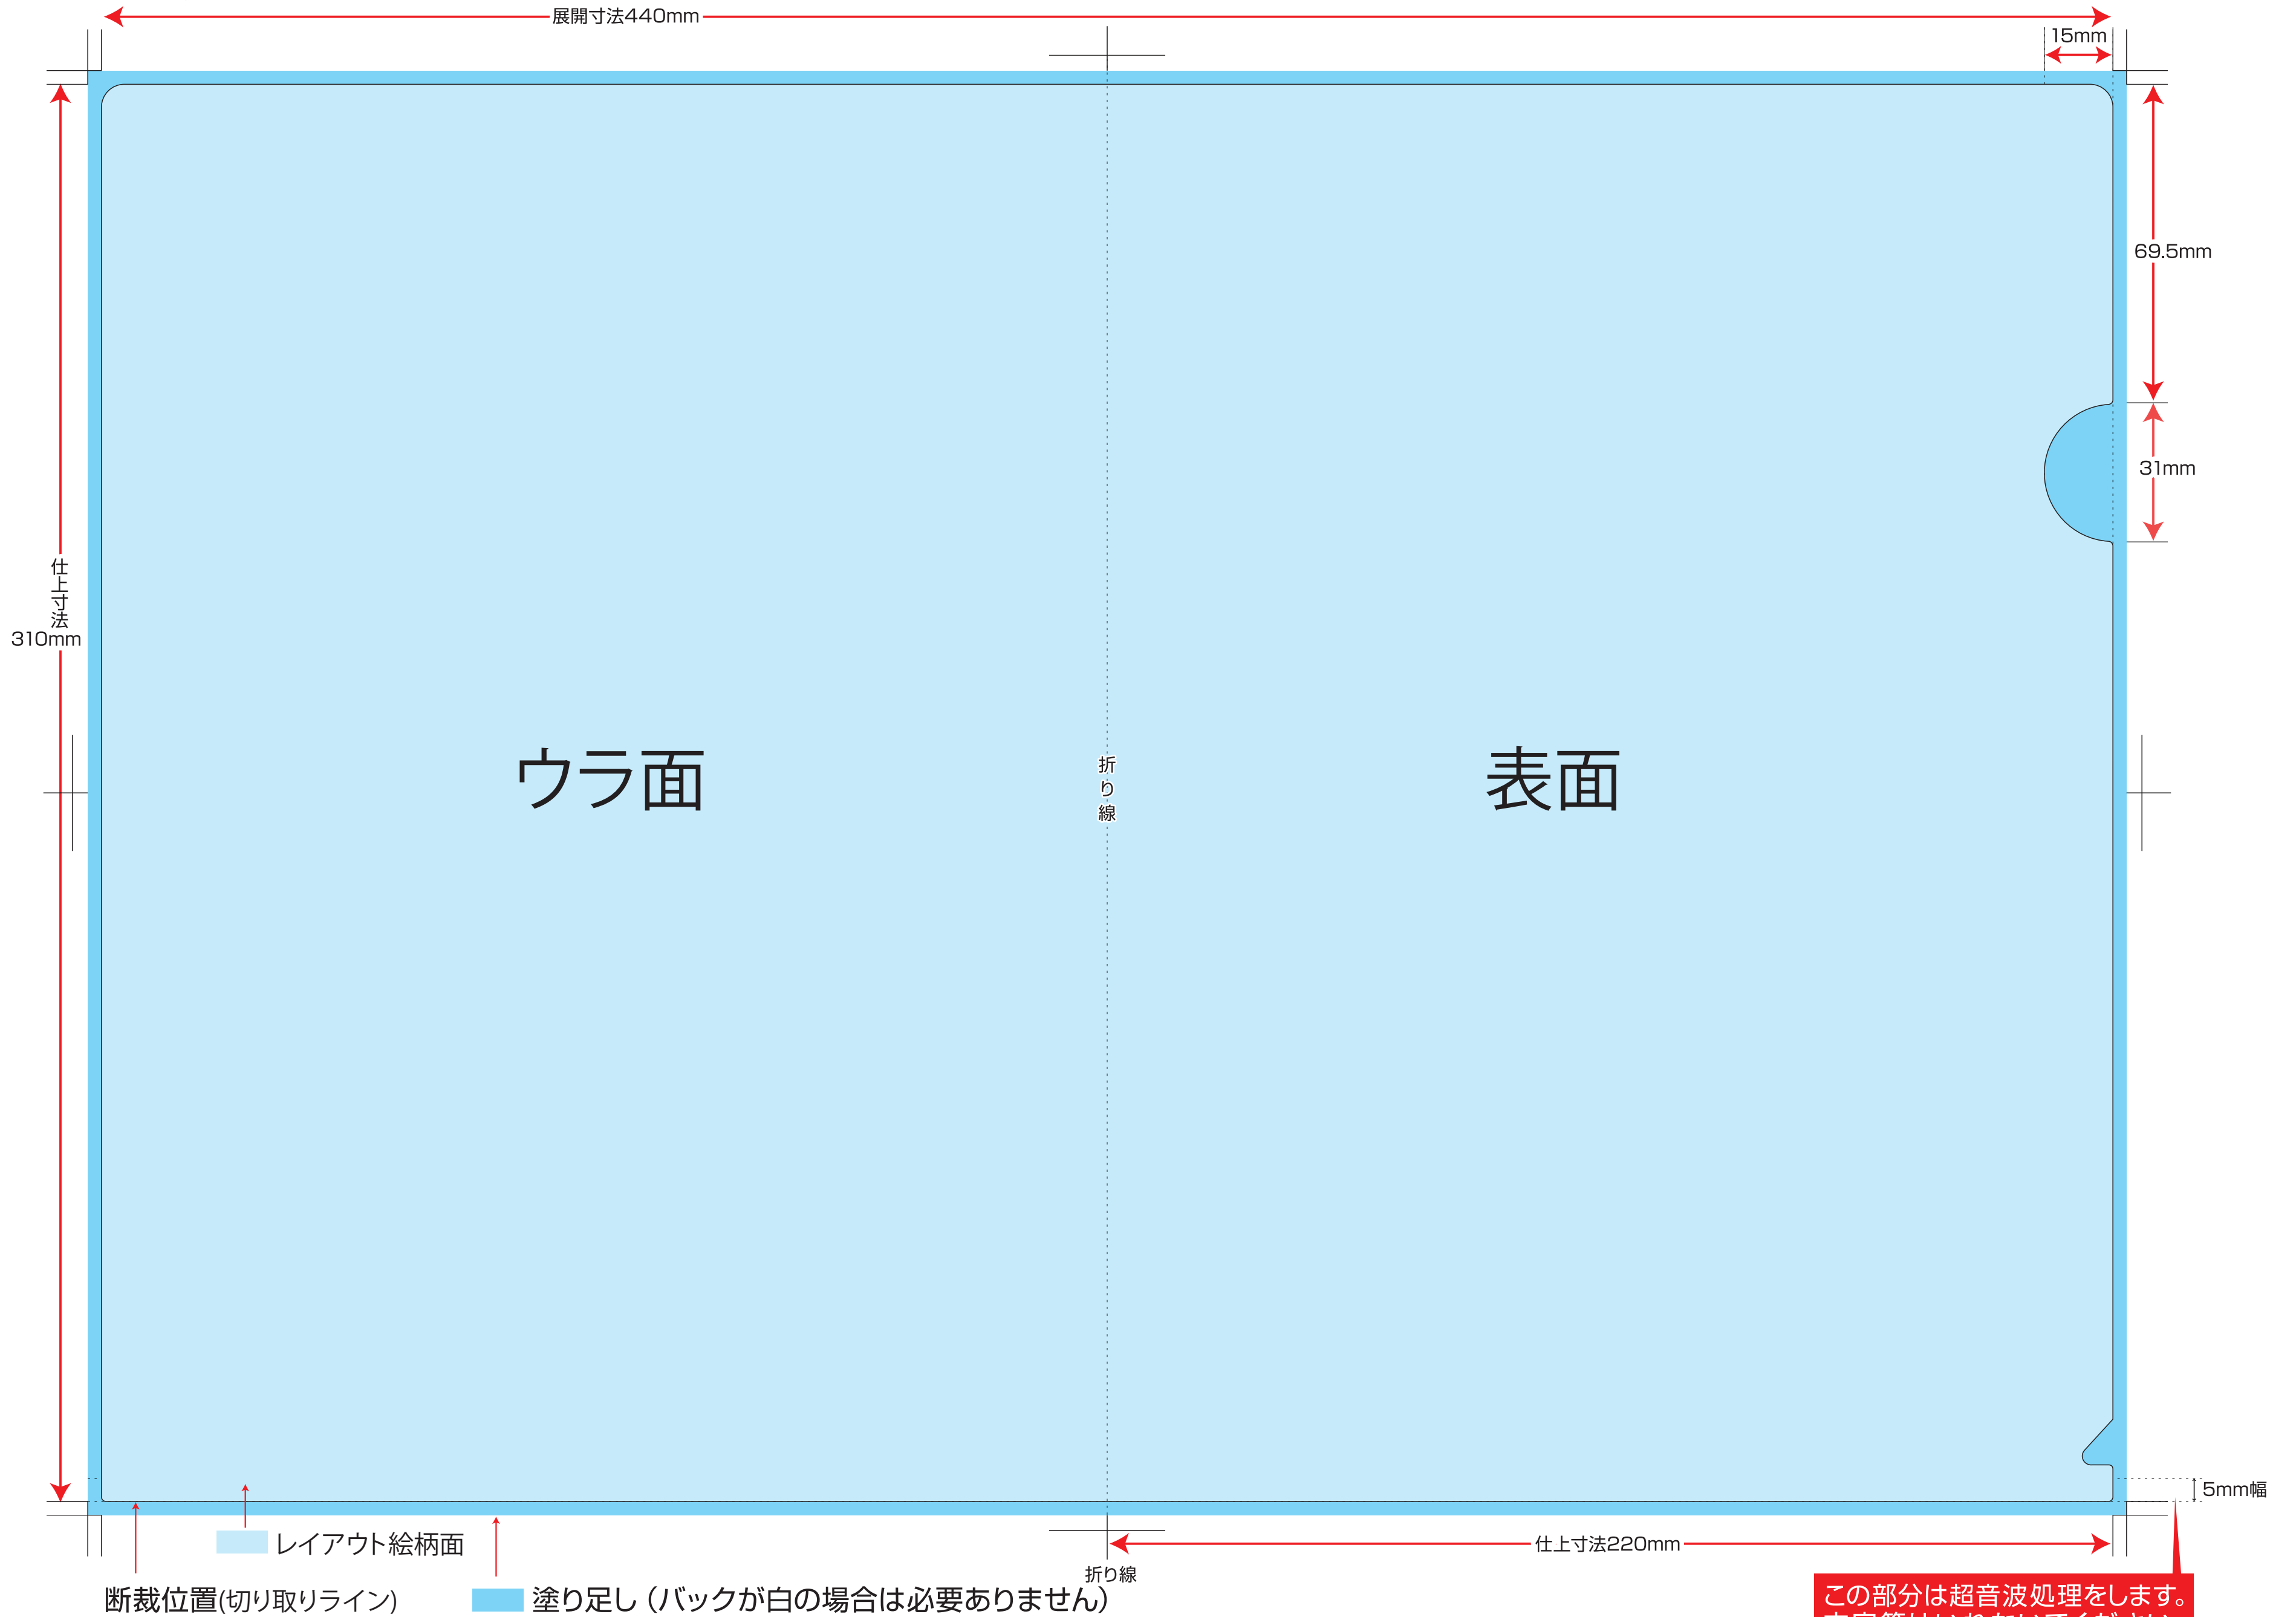 展開寸法440mm
15mm
69.5mm
31mm
仕上寸法
310mm
ウラ面
折り線
表面
5mm幅
レイアウト絵柄面
仕上寸法220mm
折り線
断裁位置(切り取りライン)
塗り足し（バックが白の場合は必要ありません）
この部分は超音波処理をします。